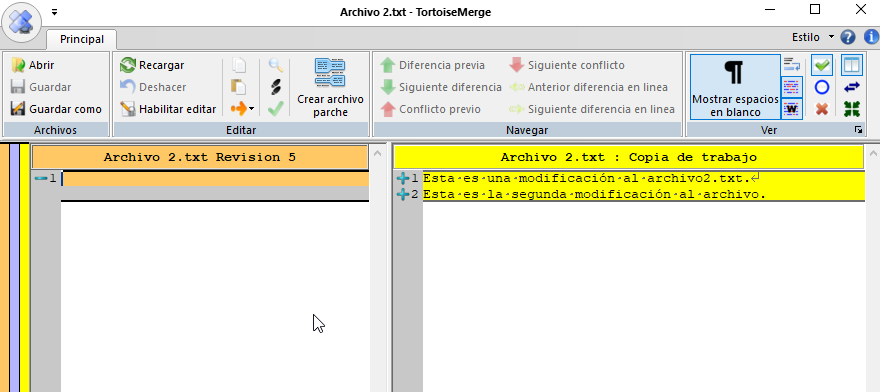 Archivo 2.txt - TortoiseMerge
Principal
Estilo
Abrir
Guardar
Guardar como
Archivos
Recargar
Deshacer
Habilitar editar
Crear archivo
parche
Editar
Diferencia previa
Siguiente diferencia
Conflicto previo
Siguiente conflicto
Anterior diferencia en linea
Siguiente diferencia en linea
Navegar
¶
Mostrar espacios
en blanco
Ver
Archivo 2.txt Revision 5
1
Archivo 2.txt : Copia de trabajo
1 Esta·es·una·modificación·al·archivo2.txt.↵
2 Esta·es·la·segunda·modificación·al·archivo.